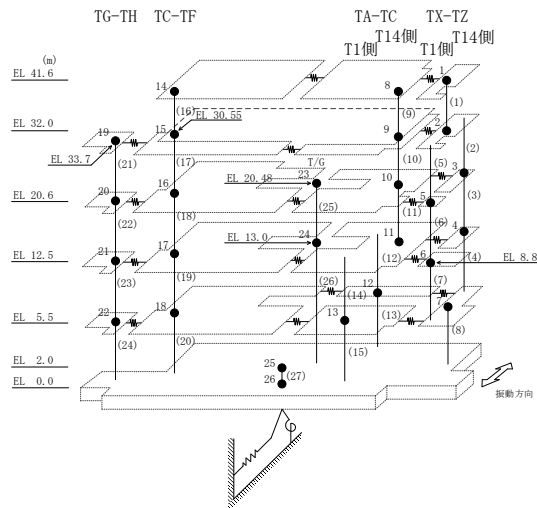 TG-TH TC-TF TA-TC TX-TZ
T1側 T14側 T1側 T14側
(m)
EL 41.6
14 8 1
(16) (9) (1)
EL 30.55
EL 32.0
19 15 9 2
EL 33.7
(21) (17) (10) (2)
T/G
EL 20.48
23
20 16 10 (5) 3
EL 20.6
(25) (11) 5 (3)
(22) (18)
EL 13.0
24 11 (6) 4
21 17
EL 12.5
(12) 6 (4)
EL 8.8
(23) (19)
(26) (14) 12 (7)
22 18 13 (13) 7
EL 5.5
(24) (20) (15) (8)
EL 2.0
25
EL 0.0
26 (27)
振動方向